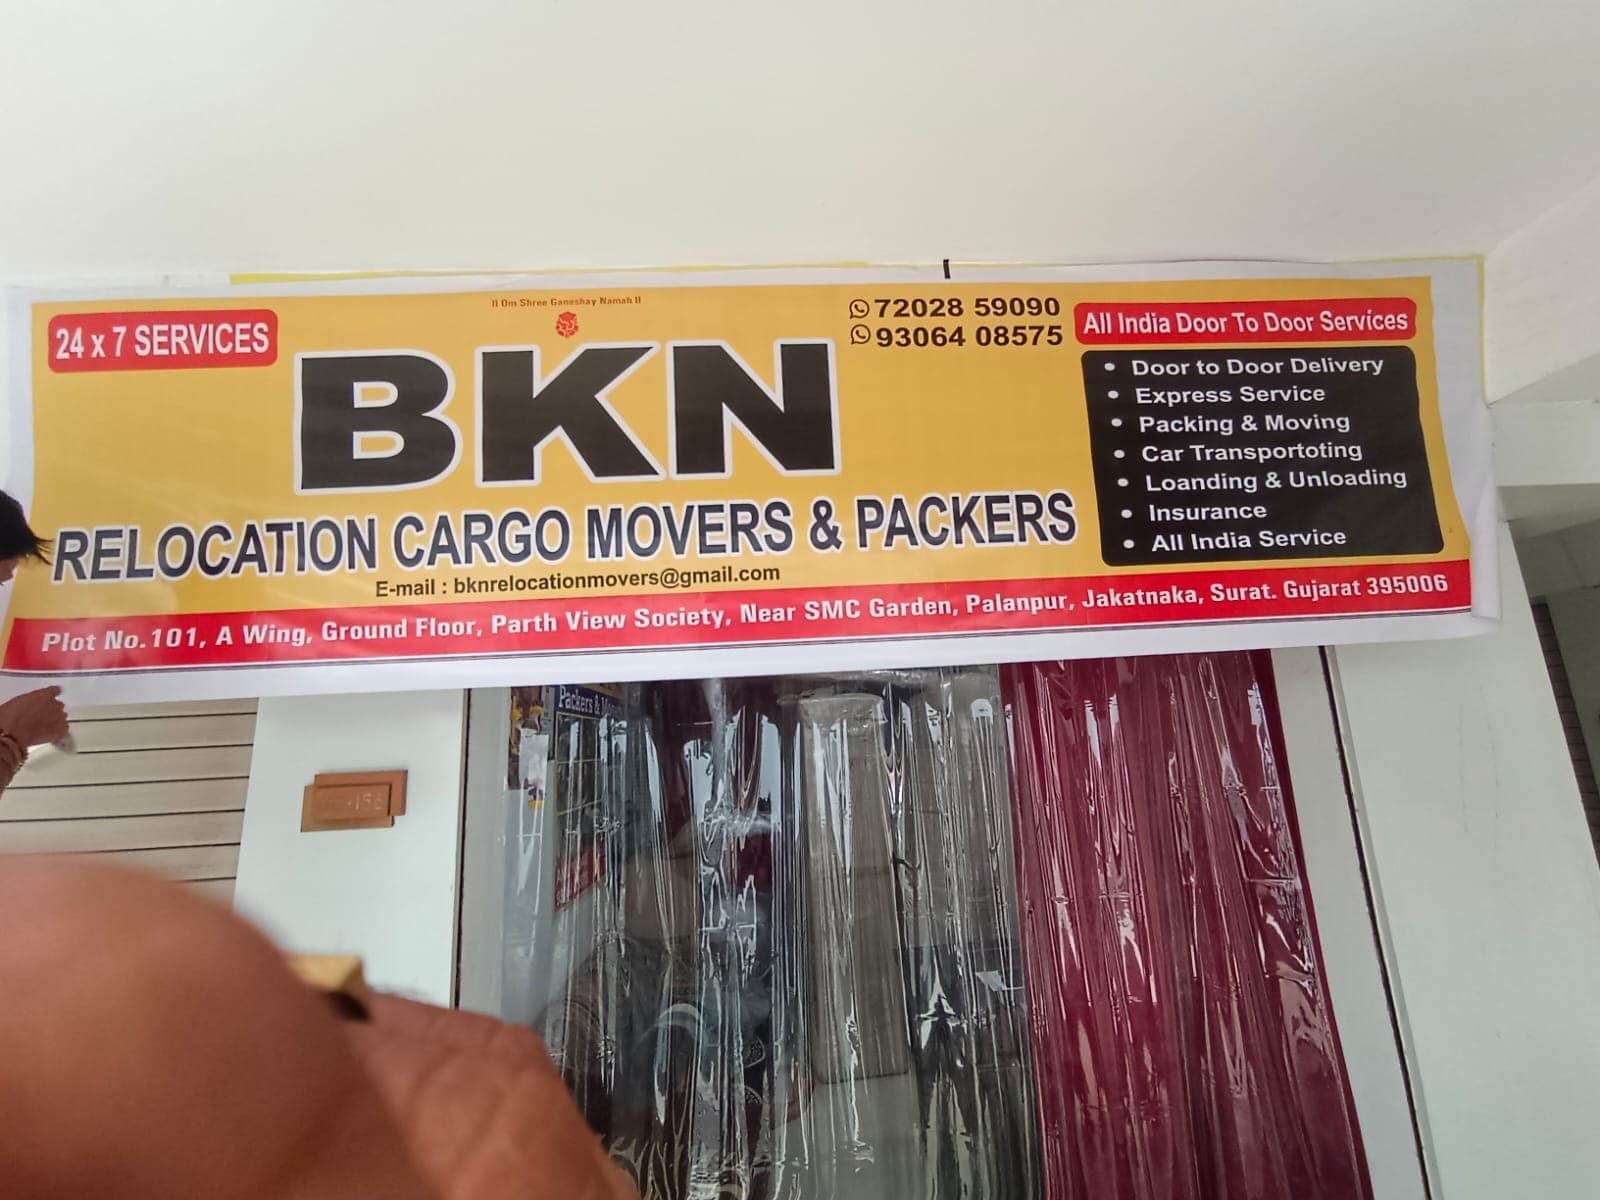 II Om Shree Ganeshay Namah II
24 x 7 SERVICES
BKN
72028 59090
93064 08575
RELOCATION CARGO MOVERS & PACKERS
E-mail : bknrelocationmovers@gmail.com
All India Door To Door Services
• Door to Door Delivery
• Express Service
• Packing & Moving
• Car Transportoting
• Loanding & Unloading
• Insurance
• All India Service
Plot No.101, A Wing, Ground Floor, Parth View Society, Near SMC Garden, Palanpur, Jakatnaka, Surat. Gujarat 395006
Packers &